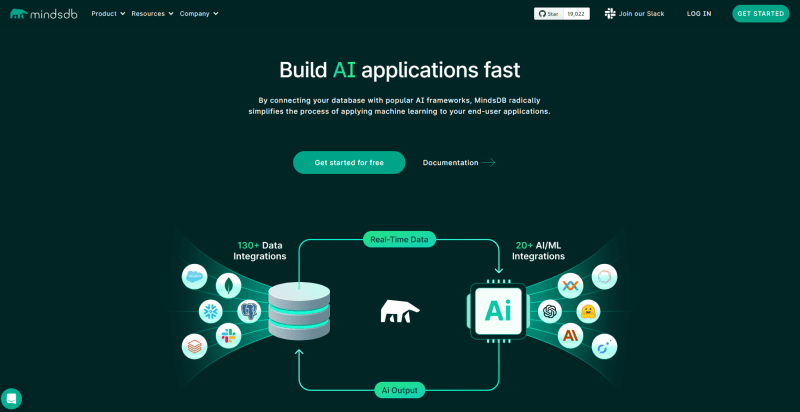 mindsdb
Product
Resources
Company
Star
19,022
Join our Slack
LOG IN
GET STARTED
Build AI applications fast
By connecting your database with popular AI frameworks, MindsDB radically
simplifies the process of applying machine learning to your end-user applications.
Get started for free
Documentation
Real-Time Data
130+ Data
Integrations
20+ AI/ML
Integrations
Ai
AI
Ai Output